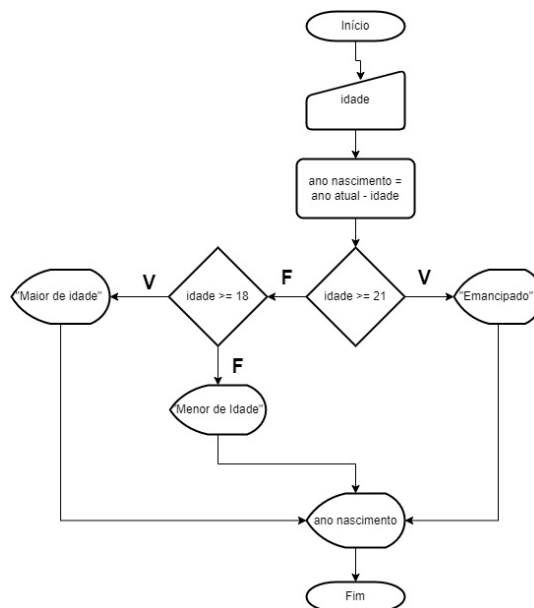 Início
idade
ano nascimento =
ano atual - idade
"Maior de idade"
V
idade >= 18
F
idade >= 21
V
"Emancipado"
F
"Menor de Idade"
ano nascimento
Fim